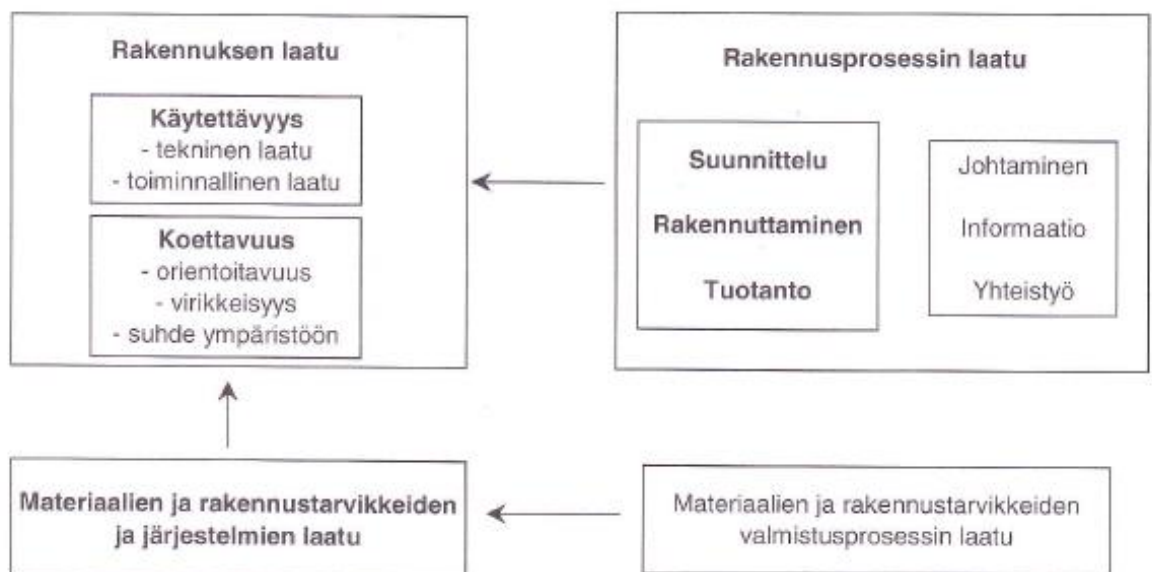 Rakennuksen laatu
Käytettävyys
- tekninen laatu
- toiminnallinen laatu
Koettavuus
- orientoitavuus
- virikkeisyys
- suhde ympäristöön
Rakennusprosessin laatu
Suunnittelu
Rakennuttaminen
Tuotanto
Johtaminen
Informaatio
Yhteistyö
Materiaalien ja rakennustarvikkeiden
ja järjestelmien laatu
Materiaalien ja rakennustarvikkeiden
valmistusprosessin laatu